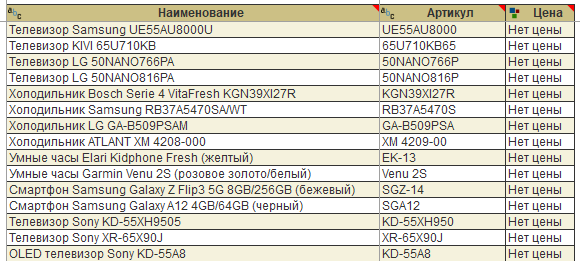 abc Наименование abc Артикул Цена
Телевизор Samsung UE55AU8000U UE55AU8000 Нет цены
Телевизор KIVI 65U710KB 65U710KB65 Нет цены
Телевизор LG 50NANO766PA 50NANO766P Нет цены
Телевизор LG 50NANO816PA 50NANO816P Нет цены
Холодильник Bosch Serie 4 VitaFresh KGN39XI27R KGN39XI27R Нет цены
Холодильник Samsung RB37A5470SA/WT RB37A5470S Нет цены
Холодильник LG GA-B509PSAM GA-B509PSA Нет цены
Холодильник ATLANT ХМ 4208-000 XM 4209-00 Нет цены
Умные часы Elari Kidphone Fresh (желтый) EK-13 Нет цены
Умные часы Garmin Venu 2S (розовое золото/белый) Venu 2S Нет цены
Смартфон Samsung Galaxy Z Flip3 5G 8GB/256GB (бежевый) SGZ-14 Нет цены
Смартфон Samsung Galaxy A12 4GB/64GB (черный) SGA12 Нет цены
Телевизор Sony KD-55XH9505 KD-55XH950 Нет цены
Телевизор Sony XR-65X90J XR-65X90J Нет цены
OLED телевизор Sony KD-55A8 KD-55A8 Нет цены